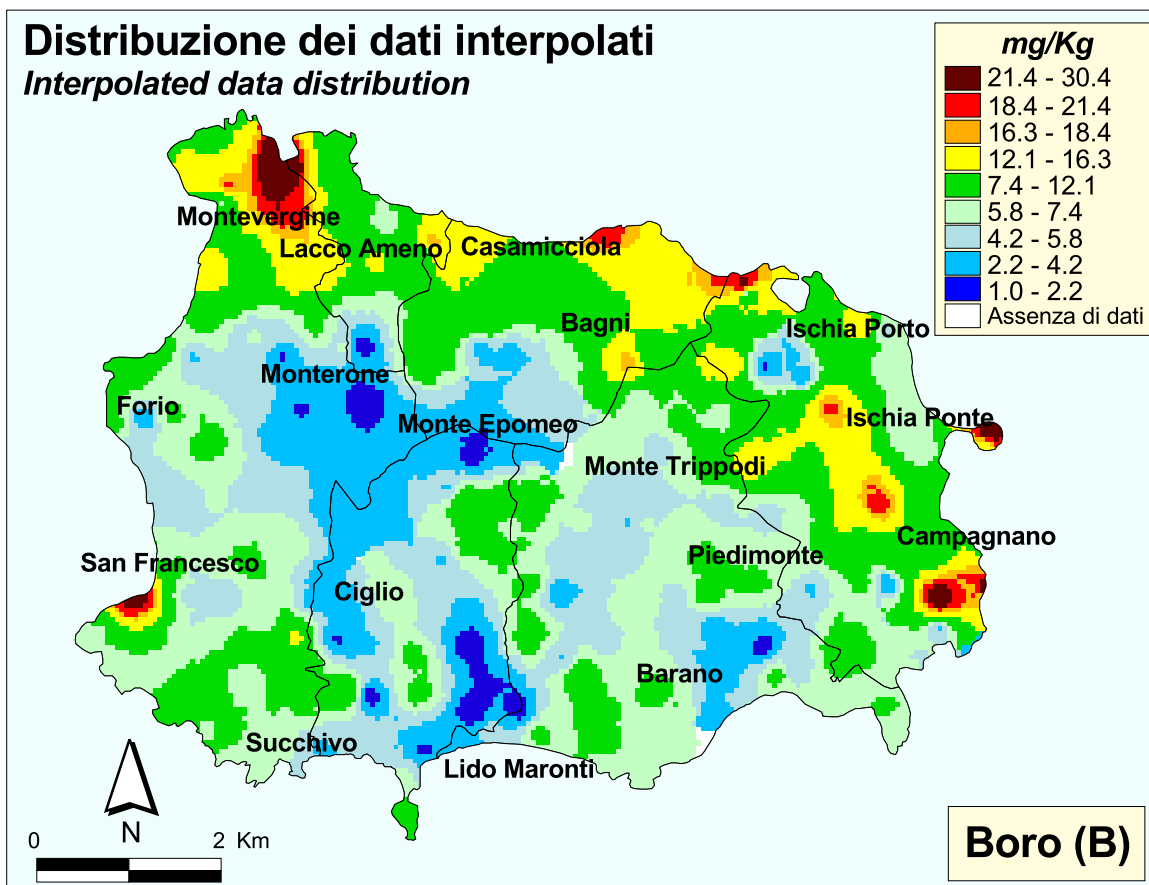 Distribuzione dei dati interpolati
Interpolated data distribution
mg/Kg
21.4 - 30.4
18.4 - 21.4
16.3 - 18.4
12.1 - 16.3
7.4 - 12.1
5.8 - 7.4
4.2 - 5.8
2.2 - 4.2
1.0 - 2.2
Assenza di dati
Montevergine
Lacco Ameno
Casamicciola
Bagni
Ischia Porto
Monterone
Forio
Monte Epomeo
Ischia Ponte
Monte Trippodi
Campagnano
San Francesco
Piedimonte
Ciglio
Barano
Succhivo
Lido Maronti
N
0 2 Km
Boro (B)